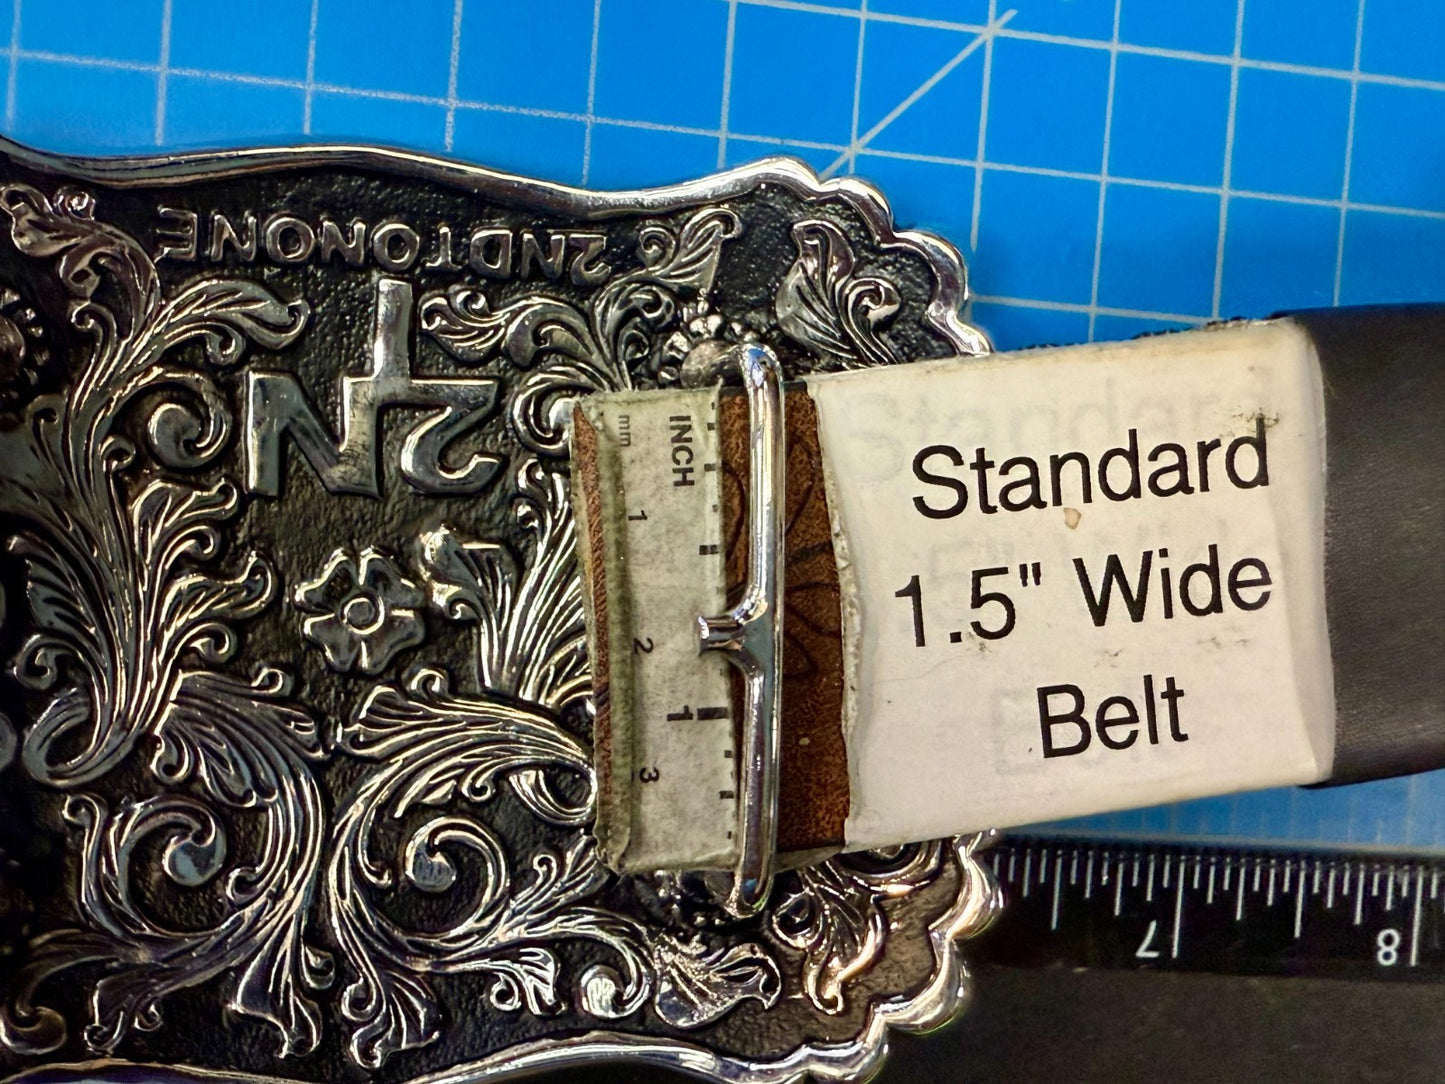 2NDTONONE
2N
mm 1 2 3
INCH 1
Standard
1.5" Wide
Belt
7 8